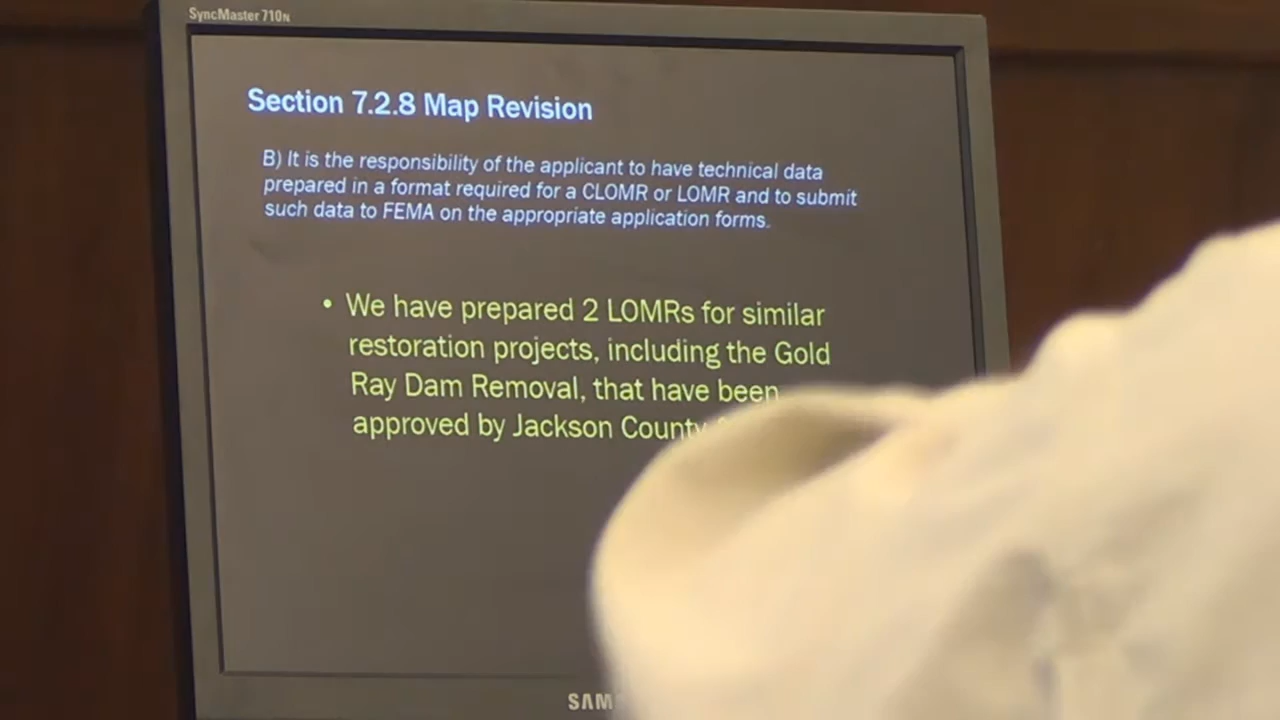 SyncMaster 710N
Section 7.2.8 Map Revision
B) It is the responsibility of the applicant to have technical data
prepared in a format required for a CLOMR or LOMR and to submit
such data to FEMA on the appropriate application forms.
• We have prepared 2 LOMRs for similar
restoration projects, including the Gold
Ray Dam Removal, that have been
approved by Jackson County
SAM